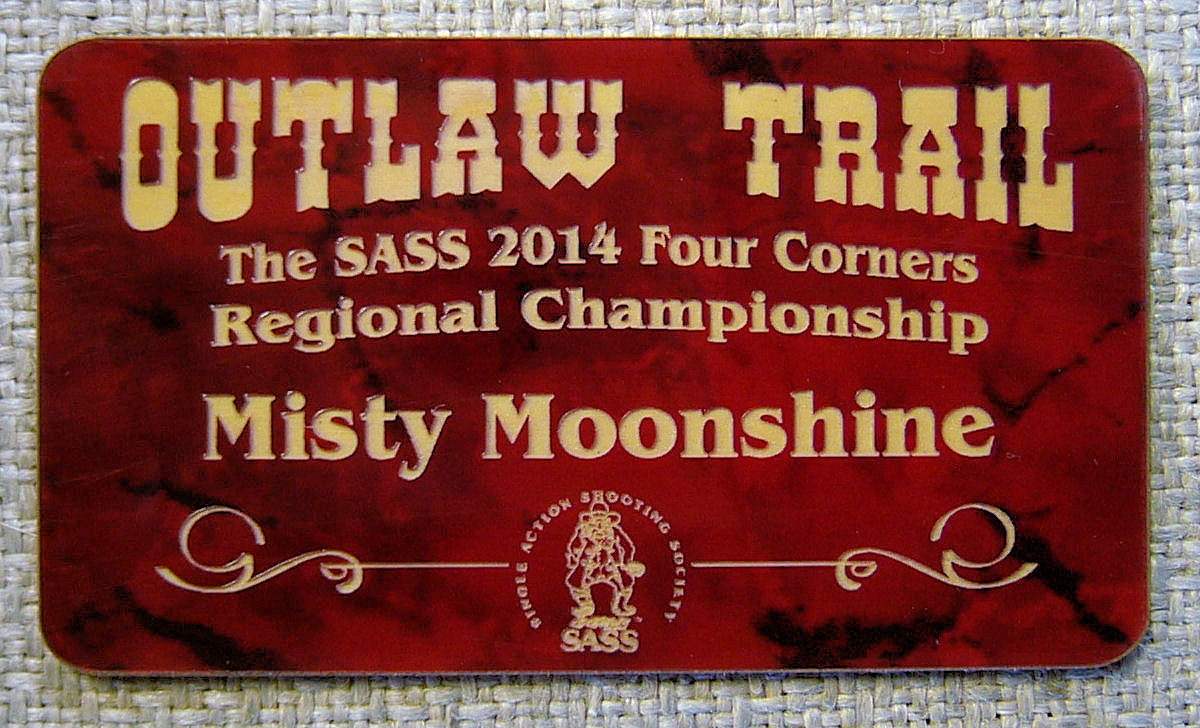 OUTLAW TRAIL
The SASS 2014 Four Corners
Regional Championship
Misty Moonshine
SINGLE ACTION SHOOTING SOCIETY
SASS